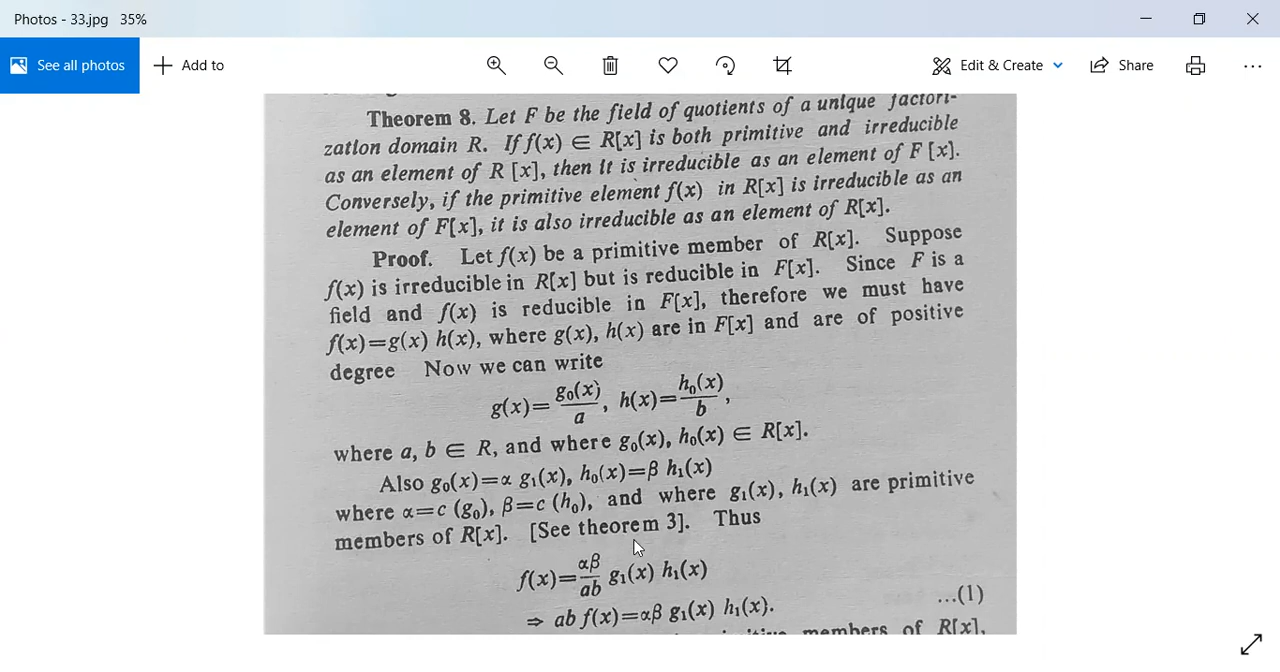 Photos - 33.jpg 35%
See all photos
Add to
Edit & Create
Share
Theorem 8. Let F be the field of quotients of a unique factori-
zation domain R. If f(x) ∈ R[x] is both primitive and irreducible
as an element of R [x], then it is irreducible as an element of F [x].
Conversely, if the primitive element f(x) in R[x] is irreducible as an
element of F[x], it is also irreducible as an element of R[x].
Proof. Let f(x) be a primitive member of R[x]. Suppose
f(x) is irreducible in R[x] but is reducible in F[x]. Since F is a
field and f(x) is reducible in F[x], therefore we must have
f(x)=g(x) h(x), where g(x), h(x) are in F[x] and are of positive
degree Now we can write
g(x)=g₀(x)/a, h(x)=h₀(x)/b,
where a, b ∈ R, and where g₀(x), h₀(x) ∈ R[x].
Also g₀(x)=α g₁(x), h₀(x)=β h₁(x)
where α=c (g₀), β=c (h₀), and where g₁(x), h₁(x) are primitive
members of R[x]. [See theorem 3]. Thus
f(x)=αβ/ab g₁(x) h₁(x)
⇒ ab f(x)=αβ g₁(x) h₁(x). ...(1)
members of R[x],